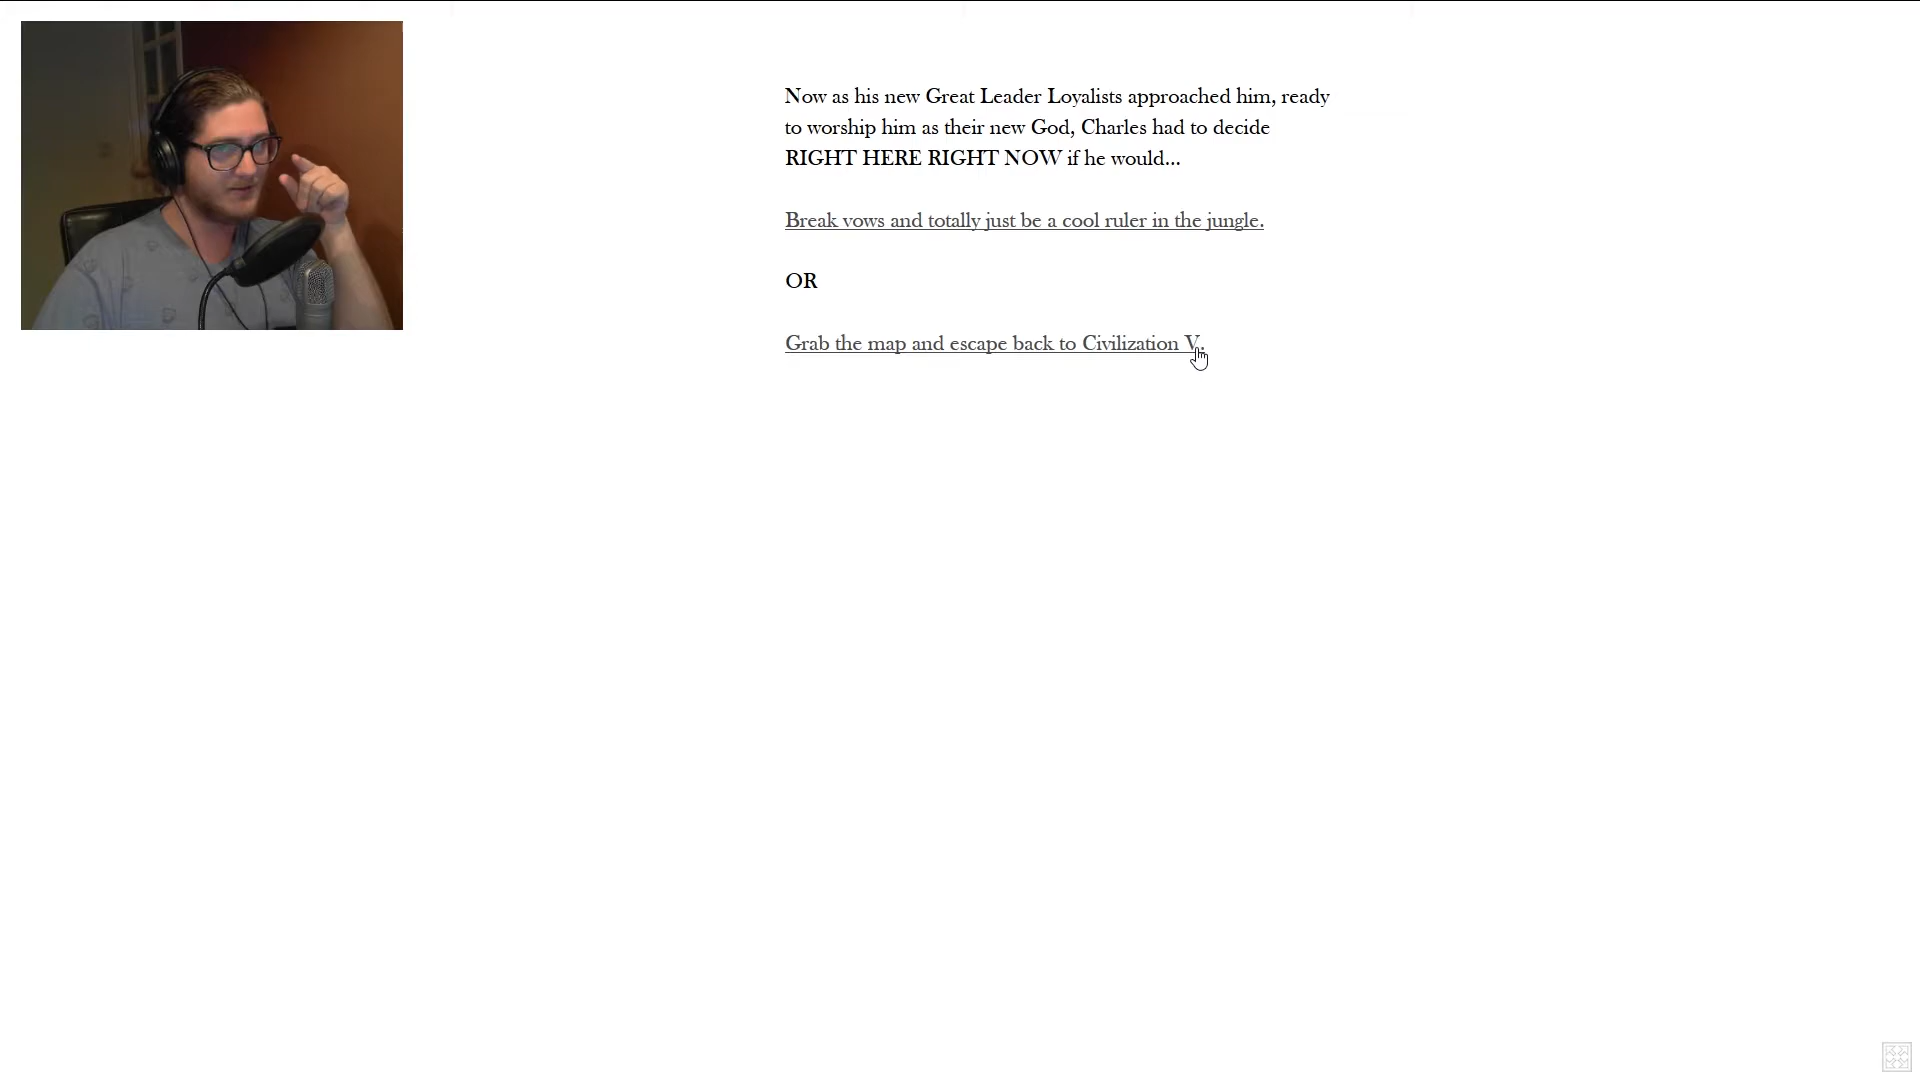 Now as his new Great Leader Loyalists approached him, ready
to worship him as their new God, Charles had to decide
RIGHT HERE RIGHT NOW if he would...
Break vows and totally just be a cool ruler in the jungle.
OR
Grab the map and escape back to Civilization V.